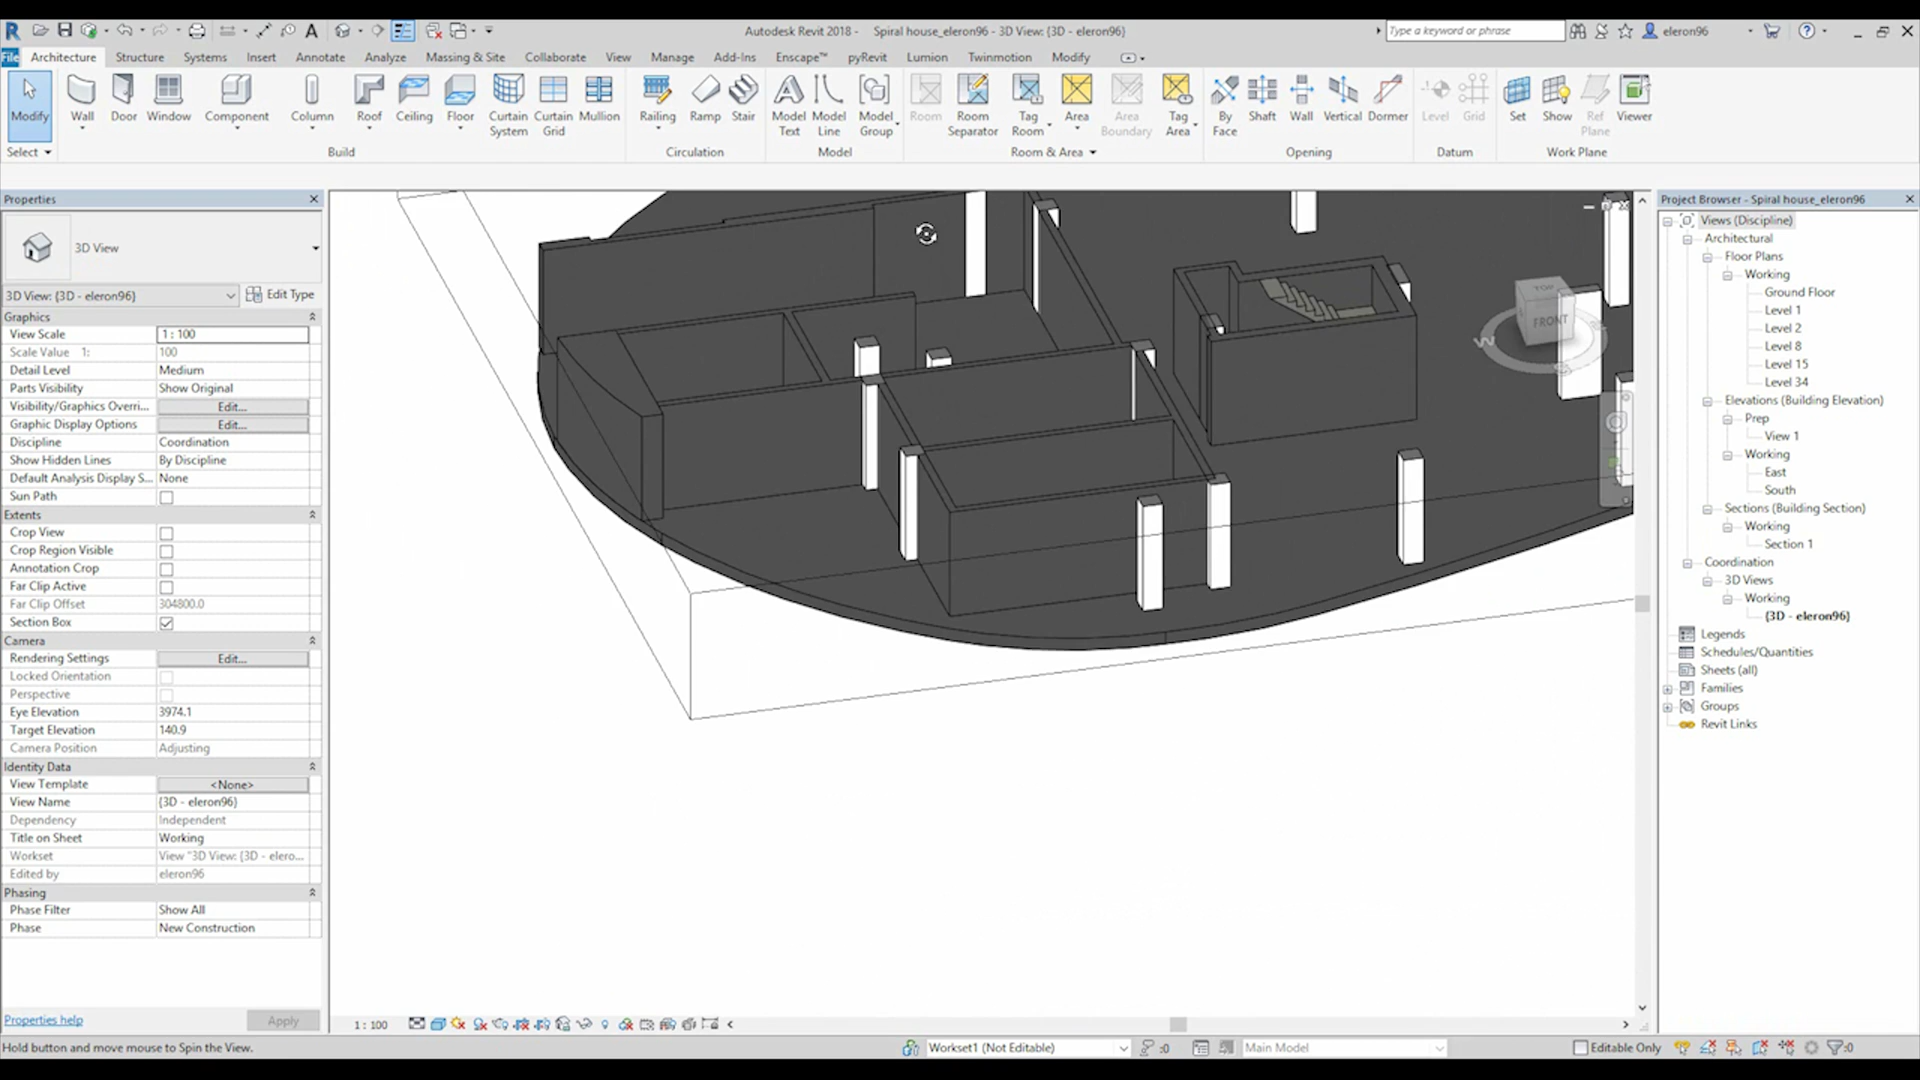 Autodesk Revit 2018 - Spiral house_eleron96 - 3D View: {3D - eleron96}
Type a keyword or phrase
eleron96
File Architecture Structure Systems Insert Annotate Analyze Massing & Site Collaborate View Manage Add-Ins Enscape™ pyRevit Lumion Twinmotion Modify
Modify Wall Door Window Component Column Roof Ceiling Floor Curtain System Curtain Grid Mullion Railing Ramp Stair Model Text Model Line Model Group Room Room Separator Tag Room Area Area Boundary Tag Area By Face Shaft Wall Vertical Dormer Level Grid Set Show Ref Plane Viewer
Select Build Circulation Model Room & Area Opening Datum Work Plane
Properties
3D View
3D View: {3D - eleron96} Edit Type
Graphics
View Scale 1 : 100
Scale Value 1: 100
Detail Level Medium
Parts Visibility Show Original
Visibility/Graphics Overri... Edit...
Graphic Display Options Edit...
Discipline Coordination
Show Hidden Lines By Discipline
Default Analysis Display S... None
Sun Path
Extents
Crop View
Crop Region Visible
Annotation Crop
Far Clip Active
Far Clip Offset 304800.0
Section Box
Camera
Rendering Settings Edit...
Locked Orientation
Perspective
Eye Elevation 3974.1
Target Elevation 140.9
Camera Position Adjusting
Identity Data
View Template <None>
View Name {3D - eleron96}
Dependency Independent
Title on Sheet Working
Workset View "3D View: {3D - elero...
Edited by eleron96
Phasing
Phase Filter Show All
Phase New Construction
Properties help Apply
TOP
FRONT
W
Project Browser - Spiral house_eleron96
Views (Discipline)
Architectural
Floor Plans
Working
Ground Floor
Level 1
Level 2
Level 8
Level 15
Level 34
Elevations (Building Elevation)
Prep
View 1
Working
East
South
Sections (Building Section)
Working
Section 1
Coordination
3D Views
Working
{3D - eleron96}
Legends
Schedules/Quantities
Sheets (all)
Families
Groups
Revit Links
1 : 100
Hold button and move mouse to Spin the View.
Workset1 (Not Editable) :0 Main Model Editable Only :0